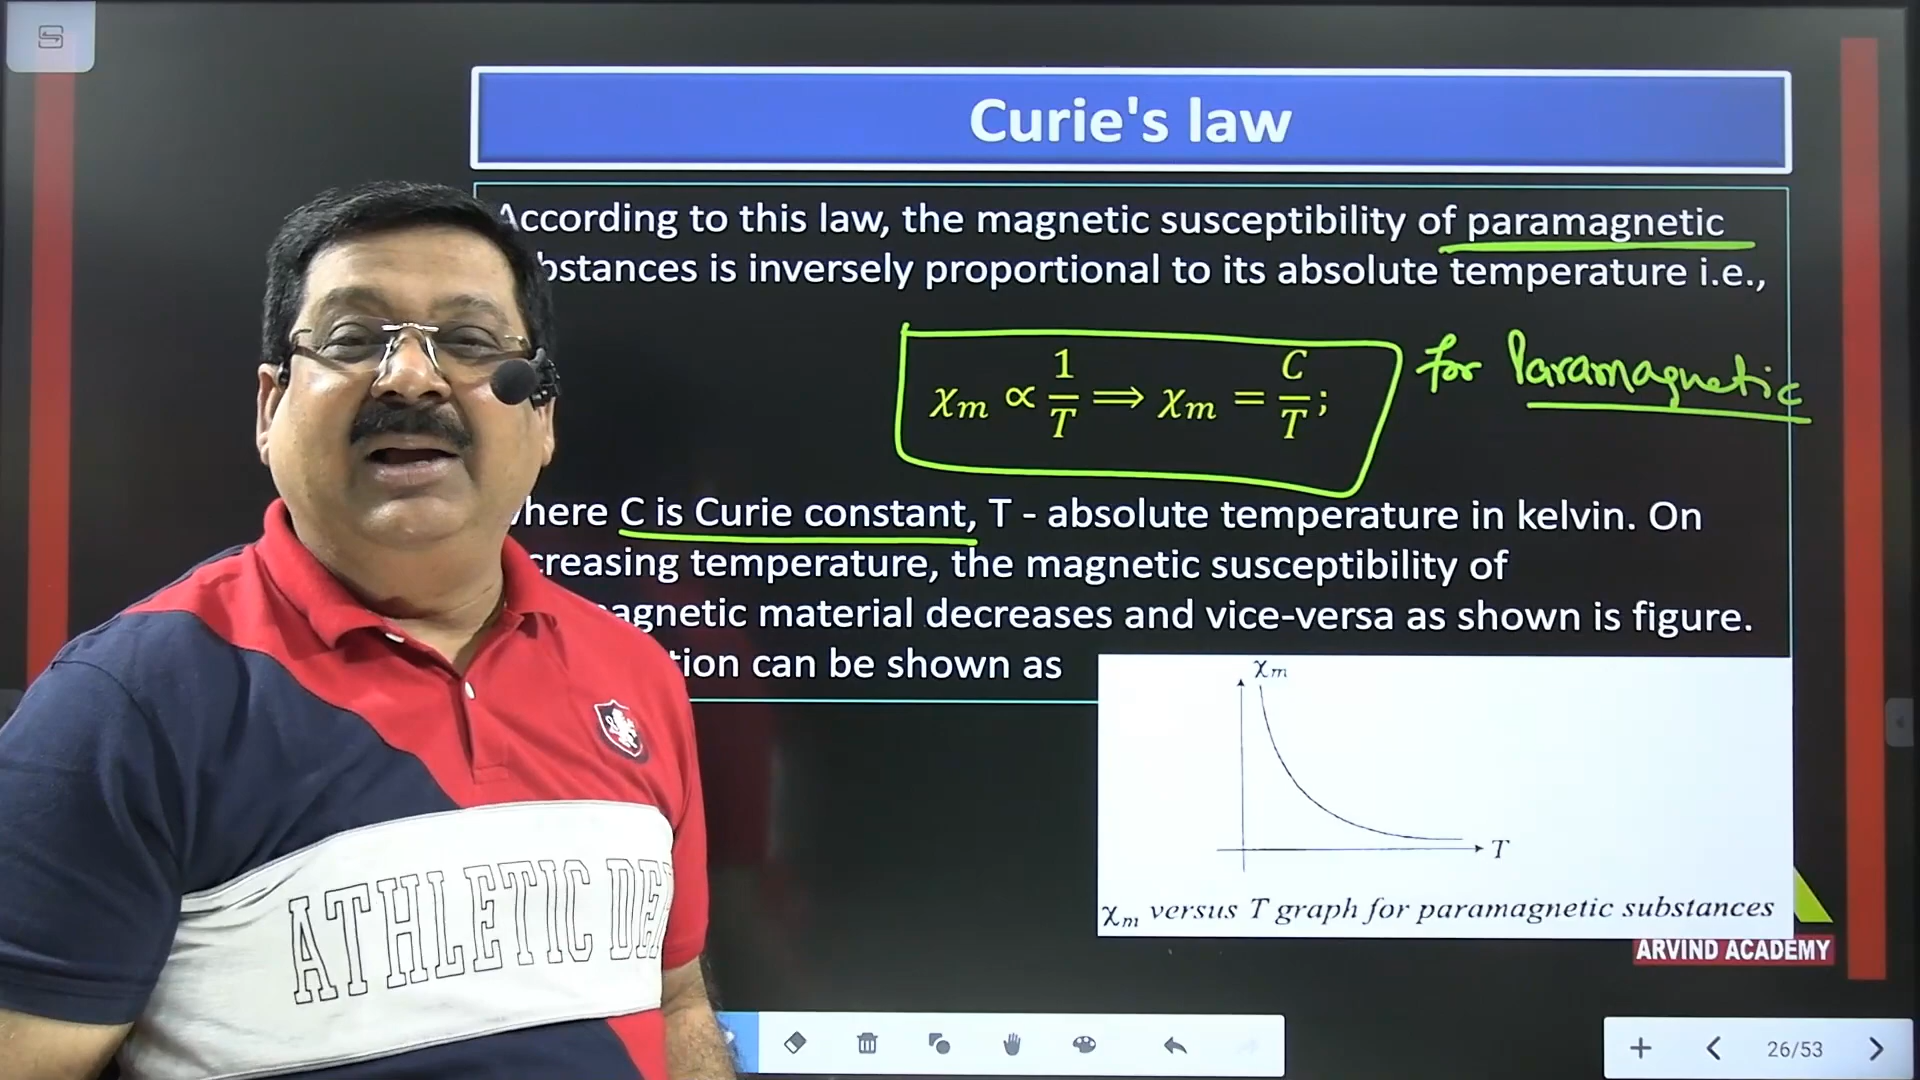 Curie's law
According to this law, the magnetic susceptibility of paramagnetic
bstances is inversely proportional to its absolute temperature i.e.,
χm ∝ 1/T ⟹ χm = C/T;
for Paramagnetic
here C is Curie constant, T - absolute temperature in kelvin. On
creasing temperature, the magnetic susceptibility of
agnetic material decreases and vice-versa as shown is figure.
tion can be shown as
χm
T
χm versus T graph for paramagnetic substances
ARVIND ACADEMY
ATHLETIC DE
26/53